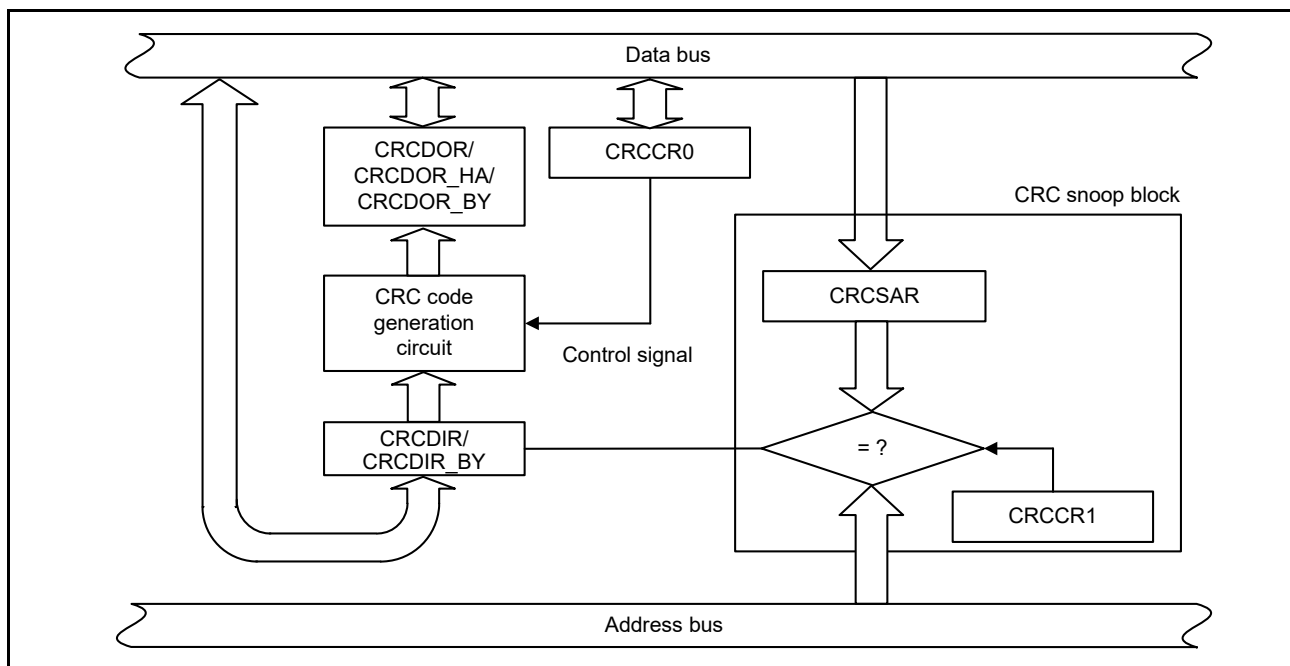 Data bus
CRCDOR/
CRCDOR_HA/
CRCDOR_BY
CRCCR0
CRC snoop block
CRCSAR
CRC code
generation
circuit
Control signal
CRCDIR/
CRCDIR_BY
= ?
CRCCR1
Address bus